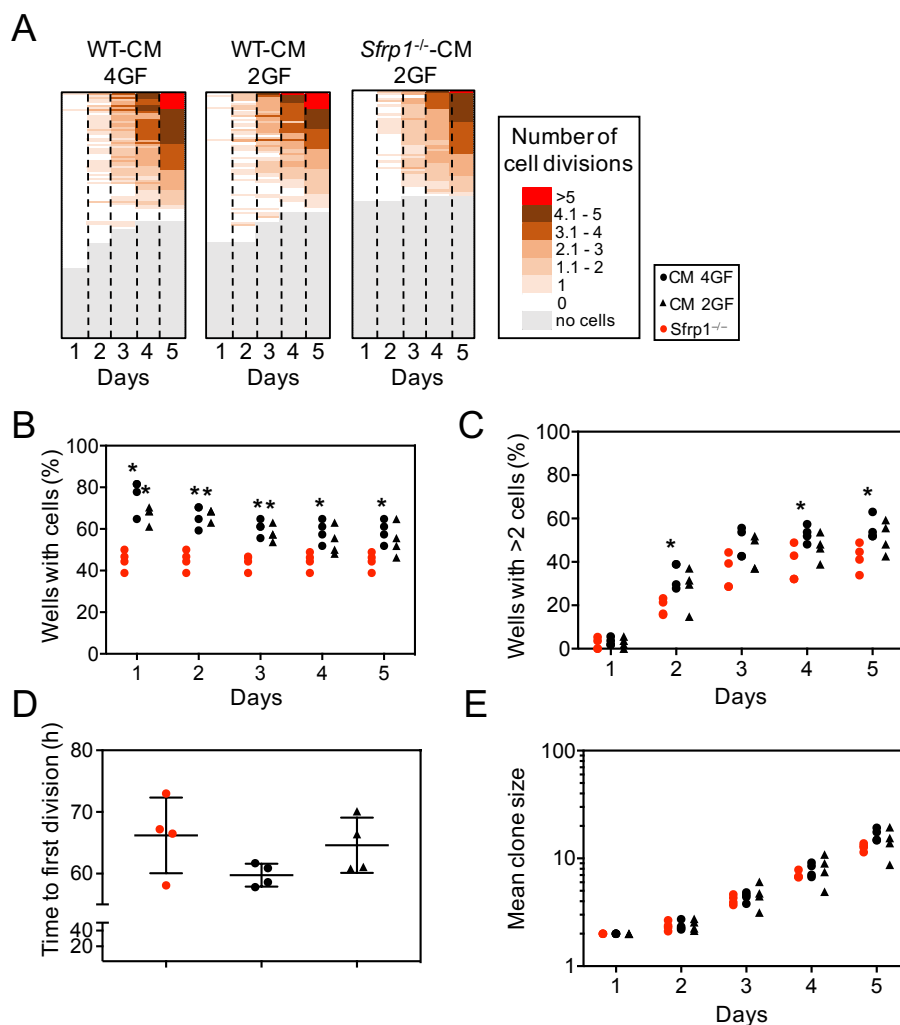 A
WT-CM
4GF
WT-CM
2GF
Sfrp1-/--CM
2GF
1 2 3 4 5
Days
1 2 3 4 5
Days
1 2 3 4 5
Days
Number of
cell divisions
>5
4.1 - 5
3.1 - 4
2.1 - 3
1.1 - 2
1
0
no cells
CM 4GF
CM 2GF
Sfrp1-/-
B
Wells with cells (%)
100
80
60
40
20
0
* * * * * * * *
1 2 3 4 5
Days
C
Wells with >2 cells (%)
100
80
60
40
20
0
* * *
1 2 3 4 5
Days
D
Time to first division (h)
80
70
60
40
20
E
Mean clone size
100
10
1
1 2 3 4 5
Days